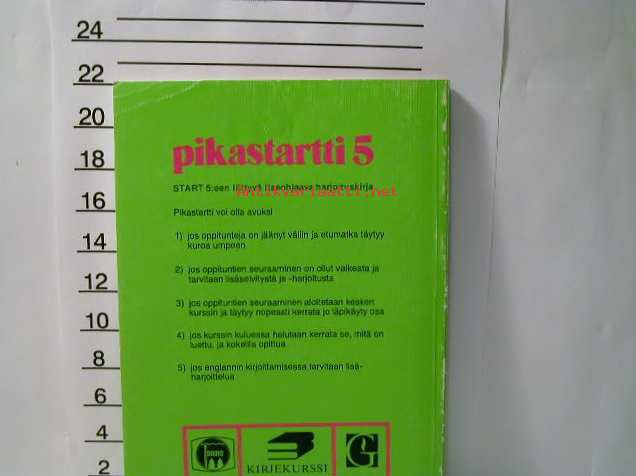 24
22
20
18
16
14
12
10
8
6
4
2
pikastartti 5
START 5:een liittyvä itseohjaava harjoituskirja
Antikvariaatti.net
Pikastartti voi olla avuksi
1) jos oppitunteja on jäänyt väliin ja etumatka täytyy
kuroa umpeen
2) jos oppituntien seuraaminen on ollut vaikeata ja
tarvitaan lisäselvitystä ja -harjoitusta
3) jos oppituntien seuraaminen aloitetaan kesken
kurssin ja täytyy nopeasti kerrata jo läpikäyty osa
4) jos kurssin kuluessa halutaan kerrata se, mitä on
luettu, ja kokeilla opittua
5) jos englannin kirjoittamisessa tarvitaan lisä-
harjoittelua
KIRJEKURSSI
G